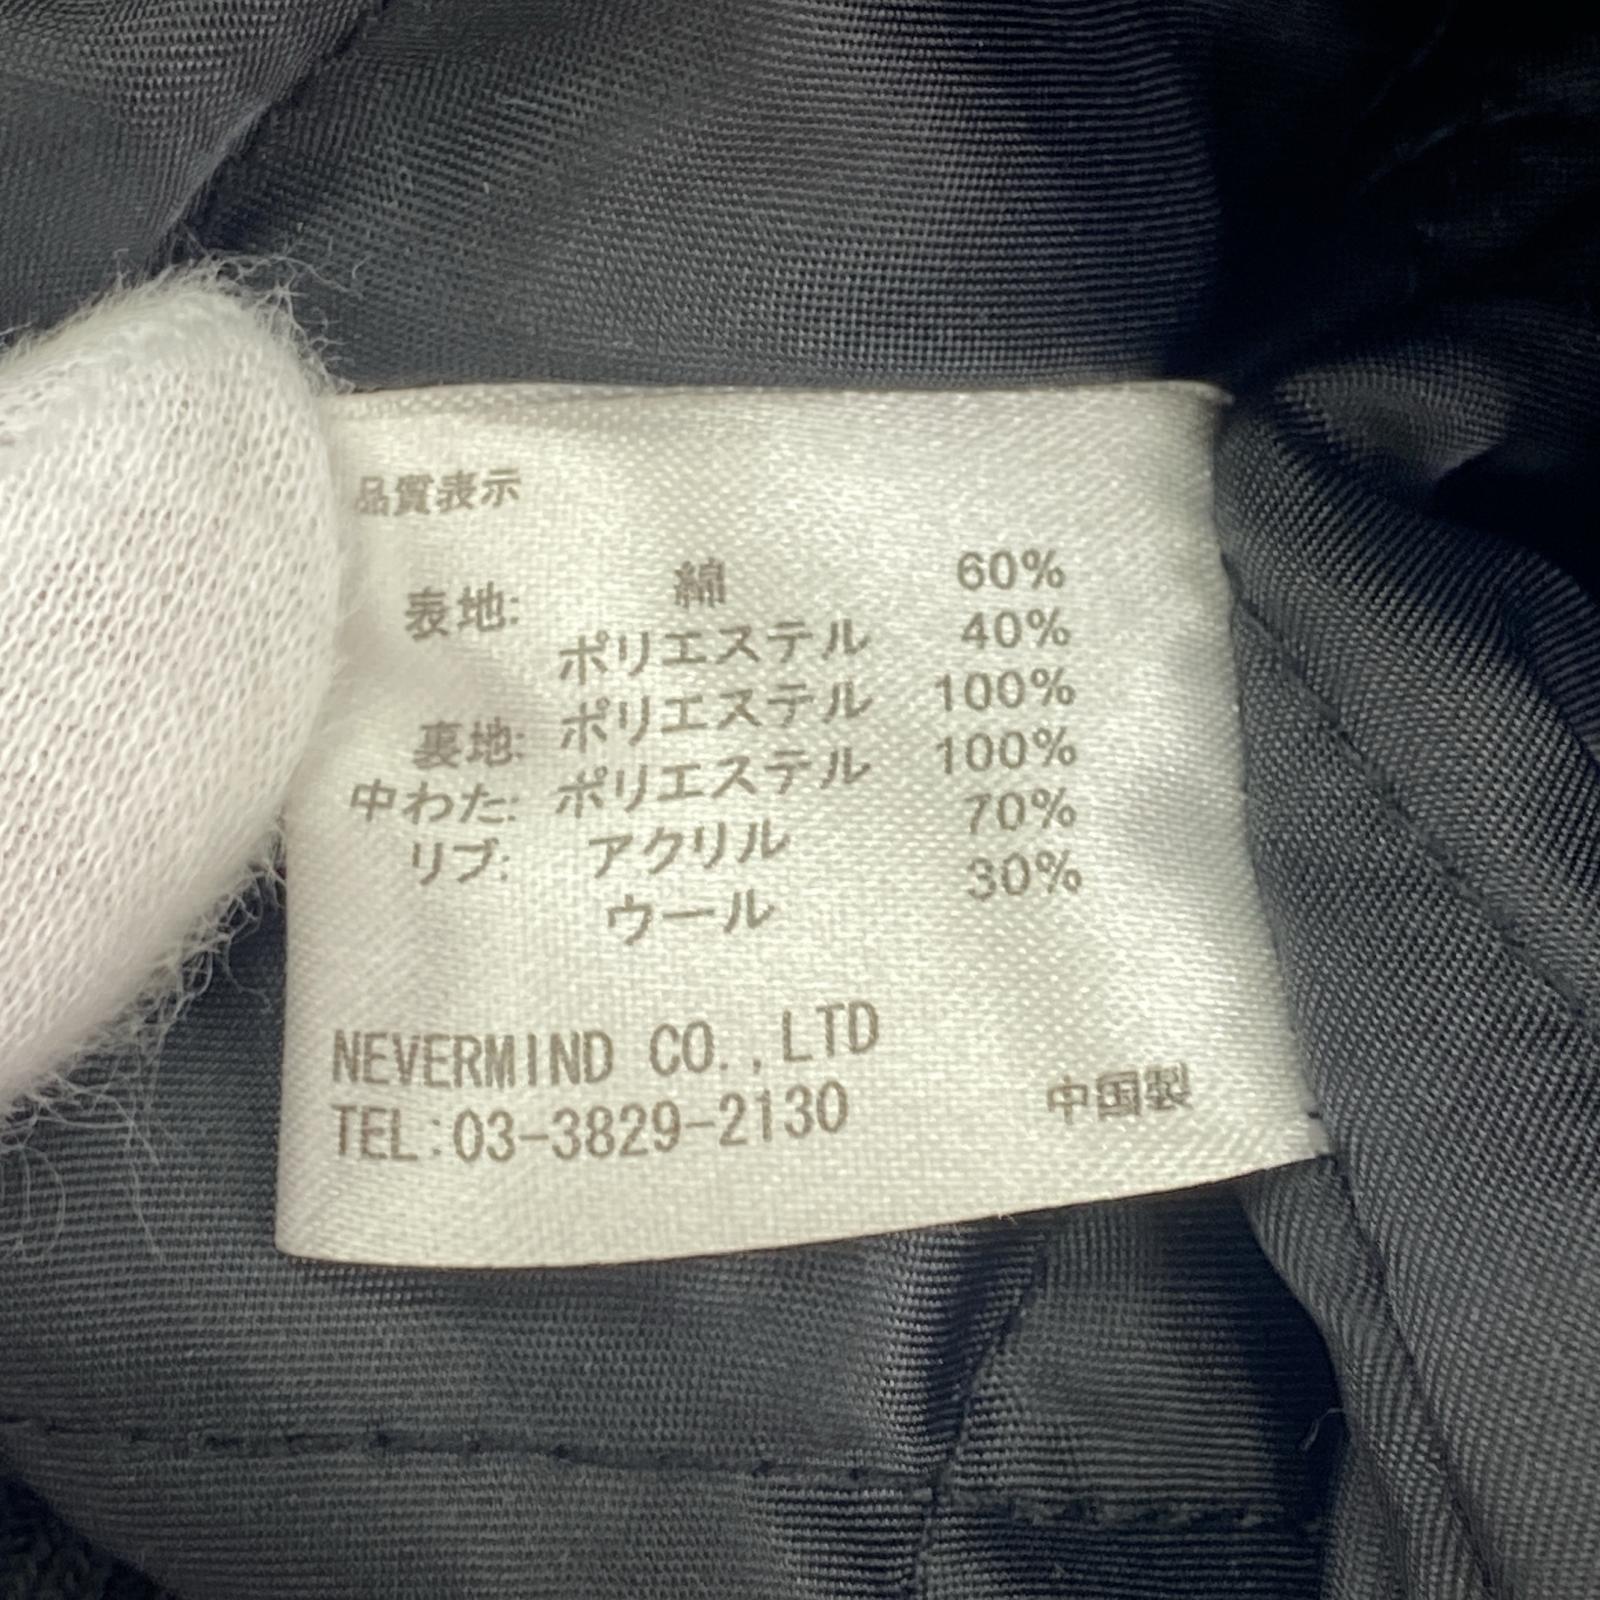 品質表示
表地: 綿 60%
ポリエステル 40%
裏地: ポリエステル 100%
中わた: ポリエステル 100%
リブ: アクリル 70%
ウール 30%
NEVERMIND CO.,LTD
TEL:03-3829-2130 中国製